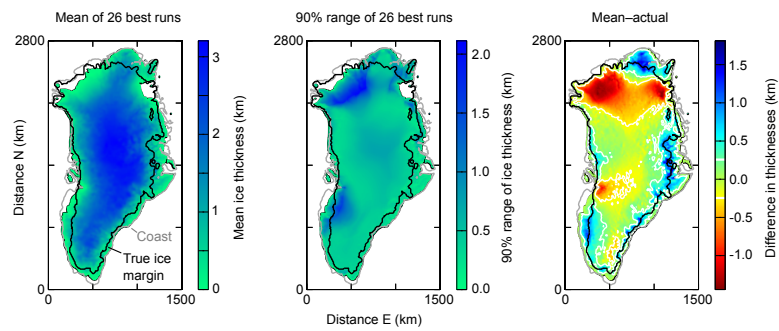 Mean of 26 best runs
90% range of 26 best runs
Mean–actual
2800
2800
2800
Distance N (km)
3
2
1
0
Mean ice thickness (km)
2.0
1.5
1.0
0.5
0.0
90% range of ice thickness (km)
1.5
1.0
0.5
0.0
-0.5
-1.0
Difference in thicknesses (km)
Coast
True ice
margin
0
0
1500
0
0
1500
0
0
1500
Distance E (km)